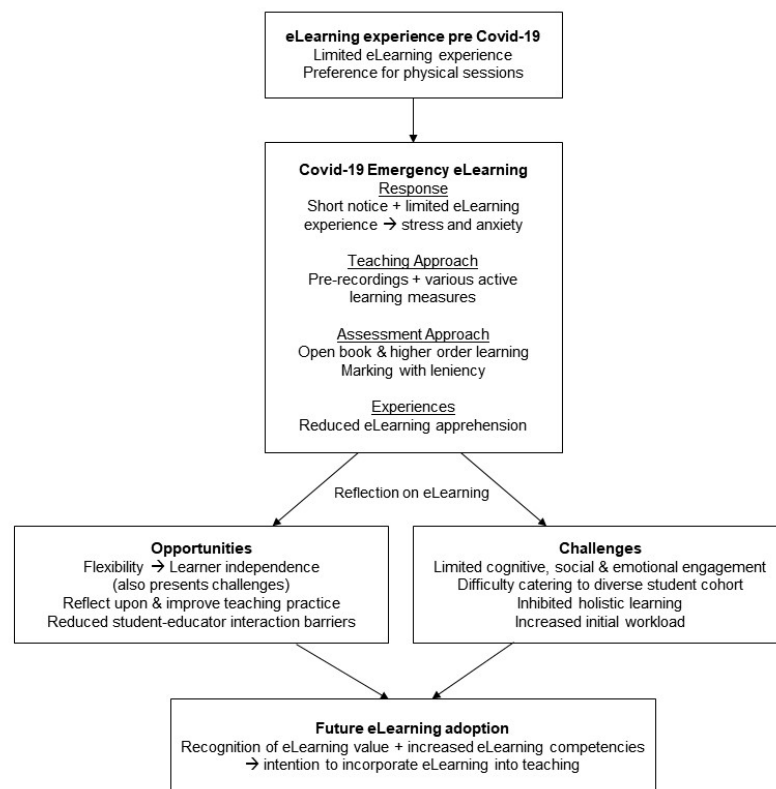 eLearning experience pre Covid-19
Limited eLearning experience
Preference for physical sessions
Covid-19 Emergency eLearning
Response
Short notice + limited eLearning
experience → stress and anxiety
Teaching Approach
Pre-recordings + various active
learning measures
Assessment Approach
Open book & higher order learning
Marking with leniency
Experiences
Reduced eLearning apprehension
Reflection on eLearning
Opportunities
Flexibility → Learner independence
(also presents challenges)
Reflect upon & improve teaching practice
Reduced student-educator interaction barriers
Challenges
Limited cognitive, social & emotional engagement
Difficulty catering to diverse student cohort
Inhibited holistic learning
Increased initial workload
Future eLearning adoption
Recognition of eLearning value + increased eLearning competencies
→ intention to incorporate eLearning into teaching